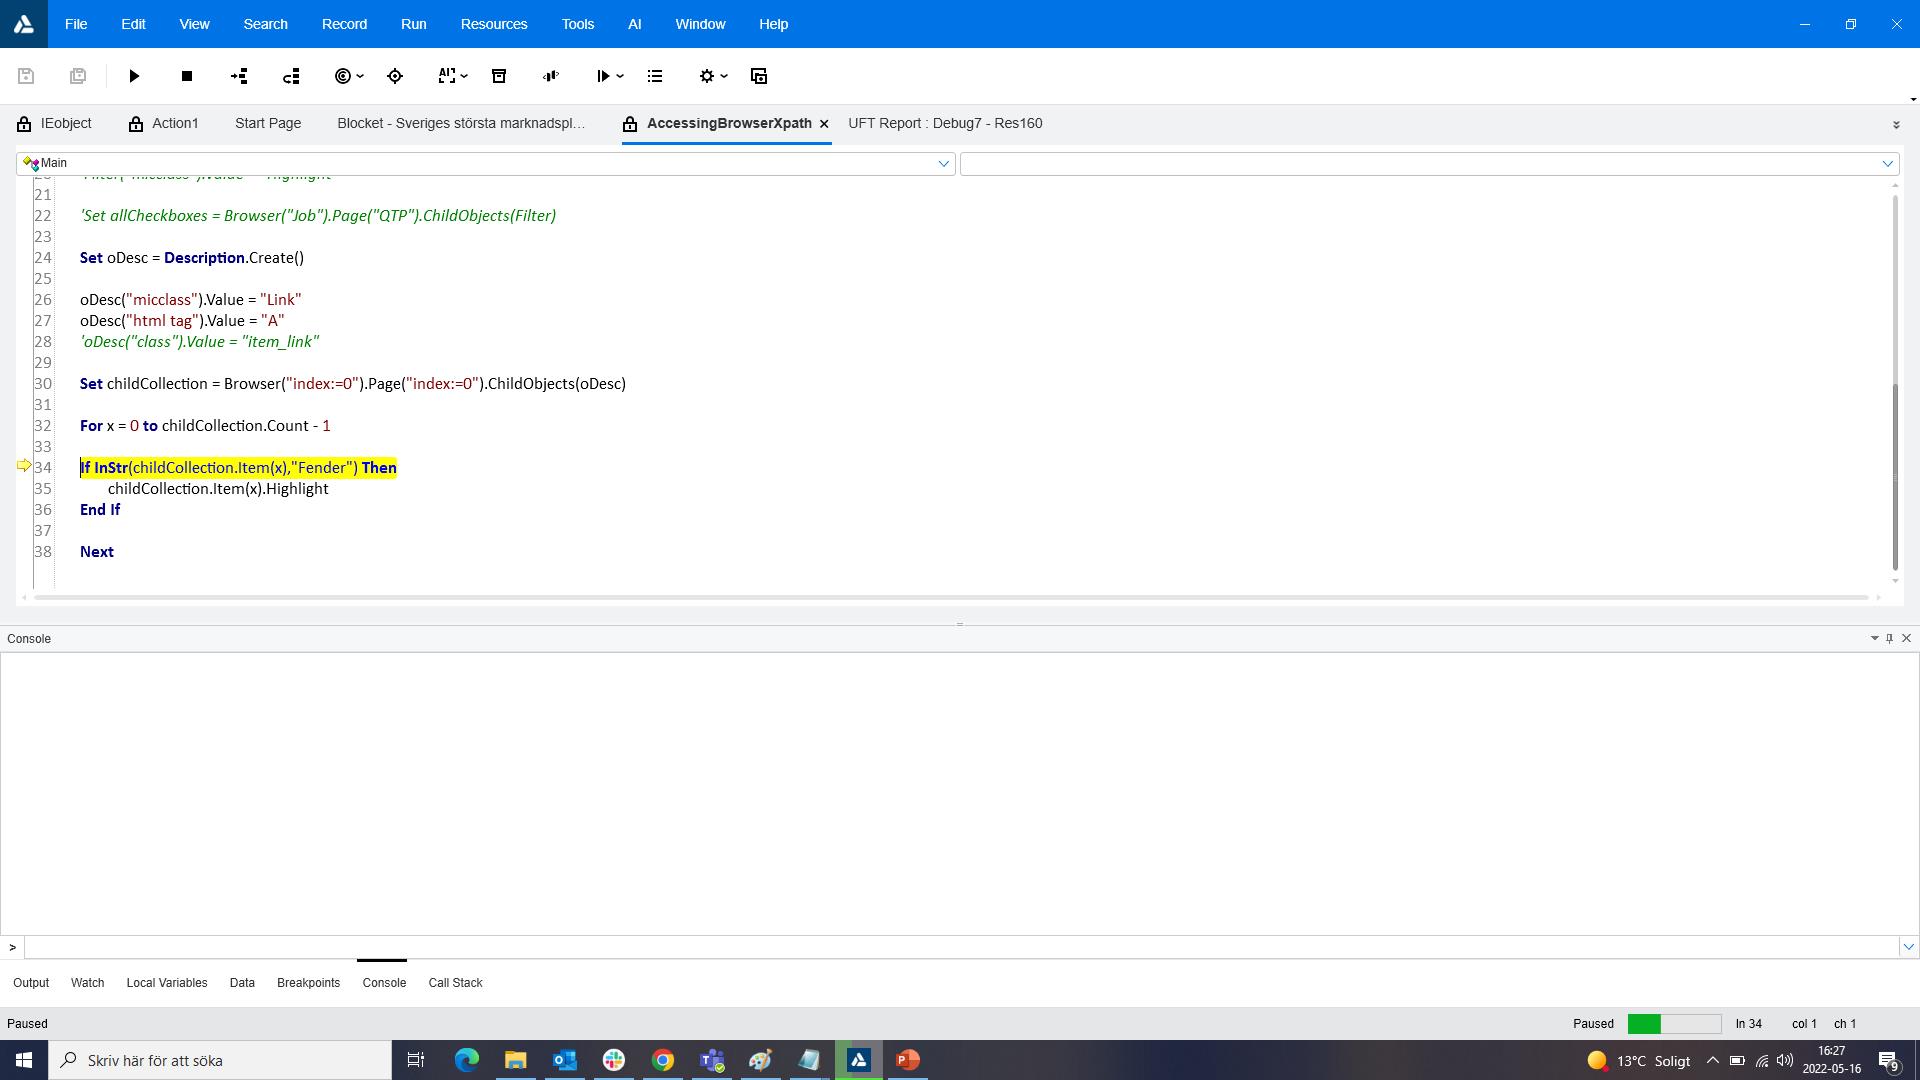 File Edit View Search Record Run Resources Tools AI Window Help
IEobject Action1 Start Page Blocket - Sveriges största marknadspl... AccessingBrowserXpath UFT Report : Debug7 - Res160
Main
21
22 'Set allCheckboxes = Browser("Job").Page("QTP").ChildObjects(Filter)
23
24 Set oDesc = Description.Create()
25
26 oDesc("micclass").Value = "Link"
27 oDesc("html tag").Value = "A"
28 'oDesc("class").Value = "item_link"
29
30 Set childCollection = Browser("index:=0").Page("index:=0").ChildObjects(oDesc)
31
32 For x = 0 to childCollection.Count - 1
33
34 If InStr(childCollection.Item(x),"Fender") Then
35 childCollection.Item(x).Highlight
36 End If
37
38 Next
Console
>
Output Watch Local Variables Data Breakpoints Console Call Stack
Paused Paused ln 34 col 1 ch 1
Skriv här för att söka 13°C Soligt 16:27
2022-05-16 9